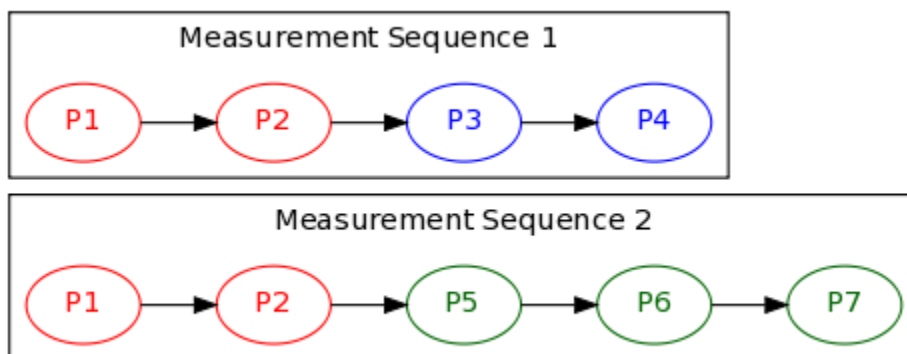 Measurement Sequence 1
P1 P2 P3 P4
Measurement Sequence 2
P1 P2 P5 P6 P7